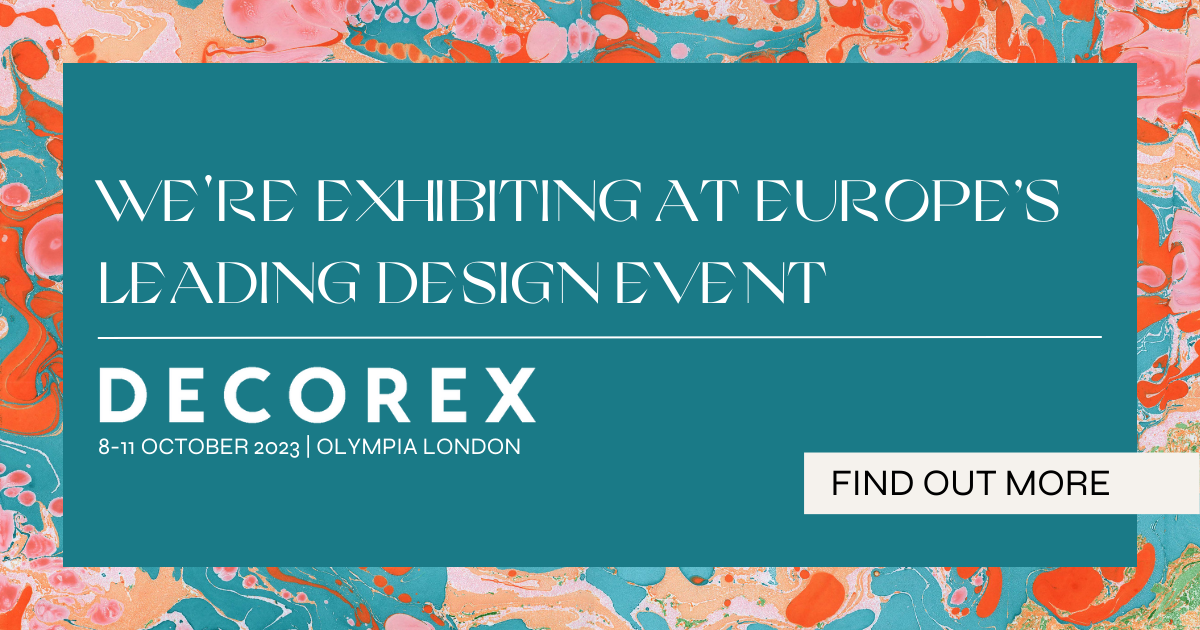 WE'RE EXHIBITING AT EUROPE'S
LEADING DESIGN EVENT
DECOREX
8-11 OCTOBER 2023 | OLYMPIA LONDON
FIND OUT MORE